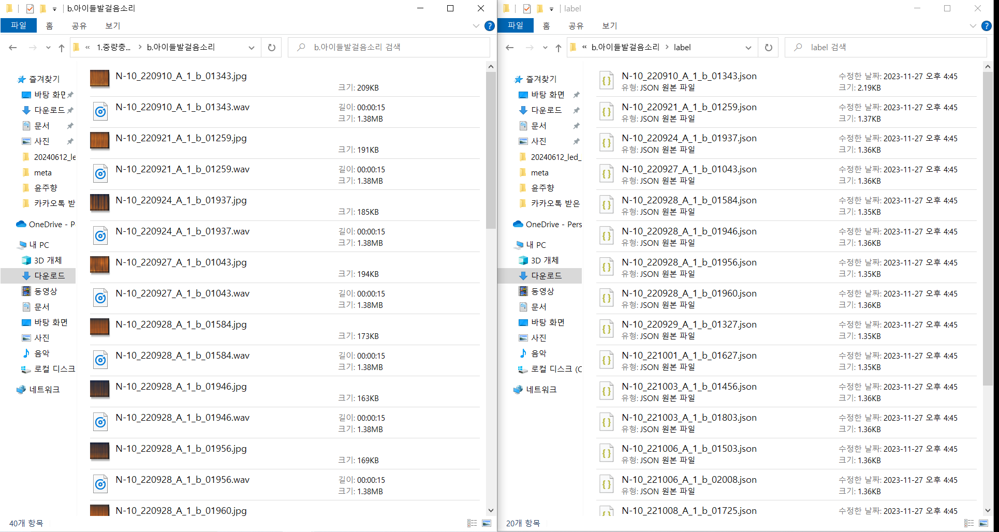 b.아이들발걸음소리
파일 홈 공유 보기
« 1.중량충... > b.아이들발걸음소리
b.아이들발걸음소리 검색
즐겨찾기
바탕 화면
다운로드
문서
사진
20240612_le
meta
윤주향
카카오톡 받
OneDrive - P
내 PC
3D 개체
다운로드
동영상
문서
바탕 화면
사진
음악
로컬 디스크
네트워크
N-10_220910_A_1_b_01343.jpg
크기: 209KB
N-10_220910_A_1_b_01343.wav 길이: 00:00:15
크기: 1.38MB
N-10_220921_A_1_b_01259.jpg
크기: 191KB
N-10_220921_A_1_b_01259.wav 길이: 00:00:15
크기: 1.38MB
N-10_220924_A_1_b_01937.jpg
크기: 185KB
N-10_220924_A_1_b_01937.wav 길이: 00:00:15
크기: 1.38MB
N-10_220927_A_1_b_01043.jpg
크기: 194KB
N-10_220927_A_1_b_01043.wav 길이: 00:00:15
크기: 1.38MB
N-10_220928_A_1_b_01584.jpg
크기: 173KB
N-10_220928_A_1_b_01584.wav 길이: 00:00:15
크기: 1.38MB
N-10_220928_A_1_b_01946.jpg
크기: 163KB
N-10_220928_A_1_b_01946.wav 길이: 00:00:15
크기: 1.38MB
N-10_220928_A_1_b_01956.jpg
크기: 169KB
N-10_220928_A_1_b_01956.wav 길이: 00:00:15
크기: 1.38MB
N-10_220928_A_1_b_01960.jpg
40개 항목
label
파일 홈 공유 보기
« b.아이들발걸음소리 > label
label 검색
즐겨찾기
바탕 화면
다운로드
문서
사진
20240612_led_
meta
윤주향
카카오톡 받은
OneDrive - Pers
내 PC
3D 개체
다운로드
동영상
문서
바탕 화면
사진
음악
로컬 디스크 (C
네트워크
N-10_220910_A_1_b_01343.json 수정한 날짜: 2023-11-27 오후 4:45
유형: JSON 원본 파일 크기: 2.19KB
N-10_220921_A_1_b_01259.json 수정한 날짜: 2023-11-27 오후 4:45
유형: JSON 원본 파일 크기: 1.37KB
N-10_220924_A_1_b_01937.json 수정한 날짜: 2023-11-27 오후 4:45
유형: JSON 원본 파일 크기: 1.36KB
N-10_220927_A_1_b_01043.json 수정한 날짜: 2023-11-27 오후 4:45
유형: JSON 원본 파일 크기: 1.36KB
N-10_220928_A_1_b_01584.json 수정한 날짜: 2023-11-27 오후 4:45
유형: JSON 원본 파일 크기: 1.35KB
N-10_220928_A_1_b_01946.json 수정한 날짜: 2023-11-27 오후 4:45
유형: JSON 원본 파일 크기: 1.36KB
N-10_220928_A_1_b_01956.json 수정한 날짜: 2023-11-27 오후 4:45
유형: JSON 원본 파일 크기: 1.35KB
N-10_220928_A_1_b_01960.json 수정한 날짜: 2023-11-27 오후 4:45
유형: JSON 원본 파일 크기: 1.36KB
N-10_220929_A_1_b_01327.json 수정한 날짜: 2023-11-27 오후 4:45
유형: JSON 원본 파일 크기: 1.35KB
N-10_221001_A_1_b_01627.json 수정한 날짜: 2023-11-27 오후 4:45
유형: JSON 원본 파일 크기: 1.35KB
N-10_221003_A_1_b_01456.json 수정한 날짜: 2023-11-27 오후 4:45
유형: JSON 원본 파일 크기: 1.36KB
N-10_221003_A_1_b_01803.json 수정한 날짜: 2023-11-27 오후 4:45
유형: JSON 원본 파일 크기: 1.36KB
N-10_221006_A_1_b_01503.json 수정한 날짜: 2023-11-27 오후 4:45
유형: JSON 원본 파일 크기: 1.36KB
N-10_221006_A_1_b_02008.json 수정한 날짜: 2023-11-27 오후 4:45
유형: JSON 원본 파일 크기: 1.36KB
N-10_221008_A_1_b_01725.json 수정한 날짜: 2023-11-27 오후 4:45
20개 항목